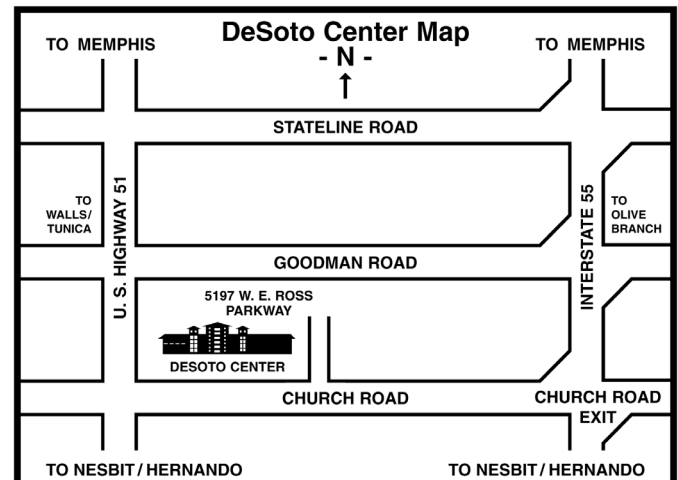 DeSoto Center Map
- N -
TO MEMPHIS
TO MEMPHIS
STATELINE ROAD
TO
WALLS/
TUNICA
U. S. HIGHWAY 51
INTERSTATE 55
TO
OLIVE
BRANCH
GOODMAN ROAD
5197 W. E. ROSS
PARKWAY
DESOTO CENTER
CHURCH ROAD
CHURCH ROAD
EXIT
TO NESBIT / HERNANDO
TO NESBIT / HERNANDO